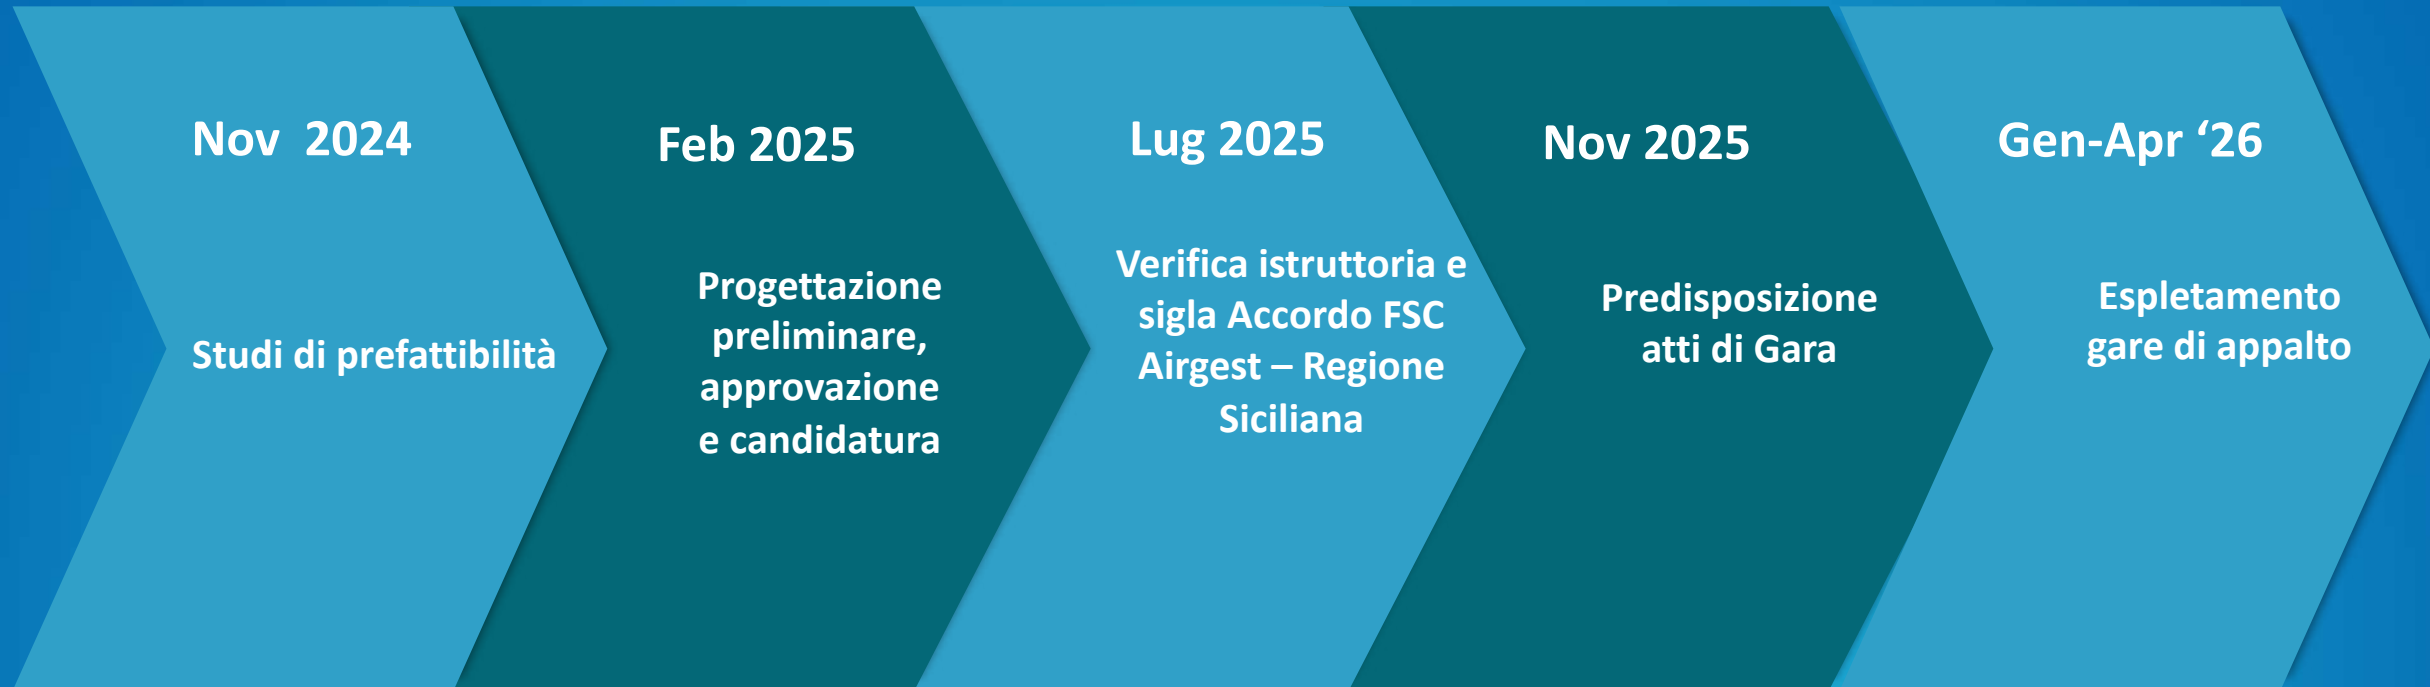 Nov 2024
Studi di prefattibilità
Feb 2025
Progettazione
preliminare,
approvazione
e candidatura
Lug 2025
Verifica istruttoria e
sigla Accordo FSC
Airgest – Regione
Siciliana
Nov 2025
Predisposizione
atti di Gara
Gen-Apr ‘26
Espletamento
gare di appalto